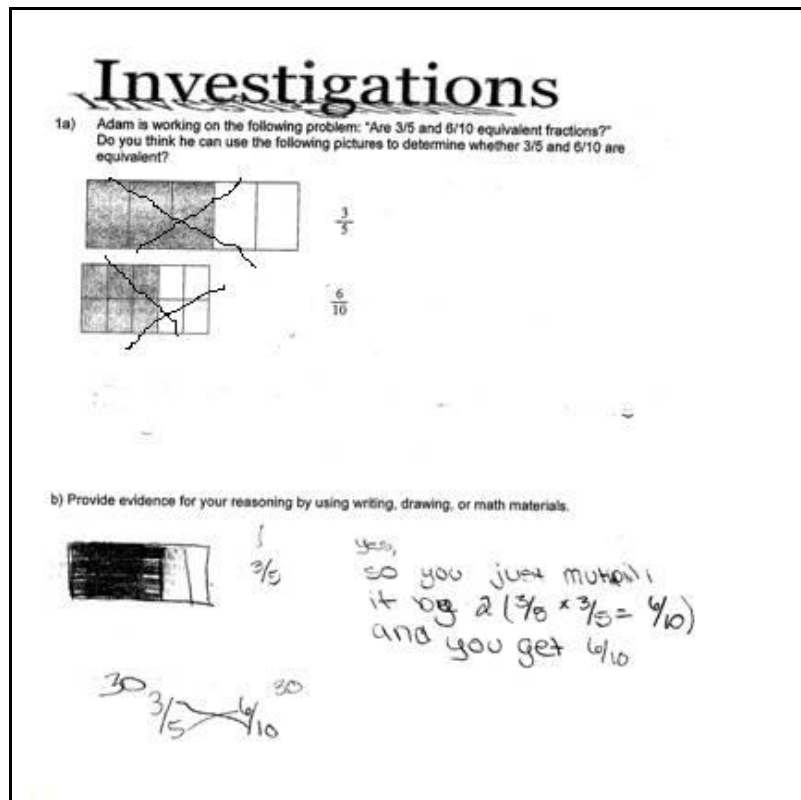 Investigations
1a) Adam is working on the following problem: "Are 3/5 and 6/10 equivalent fractions?"
Do you think he can use the following pictures to determine whether 3/5 and 6/10 are
equivalent?
3/5
6/10
b) Provide evidence for your reasoning by using writing, drawing, or math materials.
3/5
yes,
so you just
it by 2 (3/5 × 3/5 = 6/10)
and you get 6/10
30 30
3/5 6/10